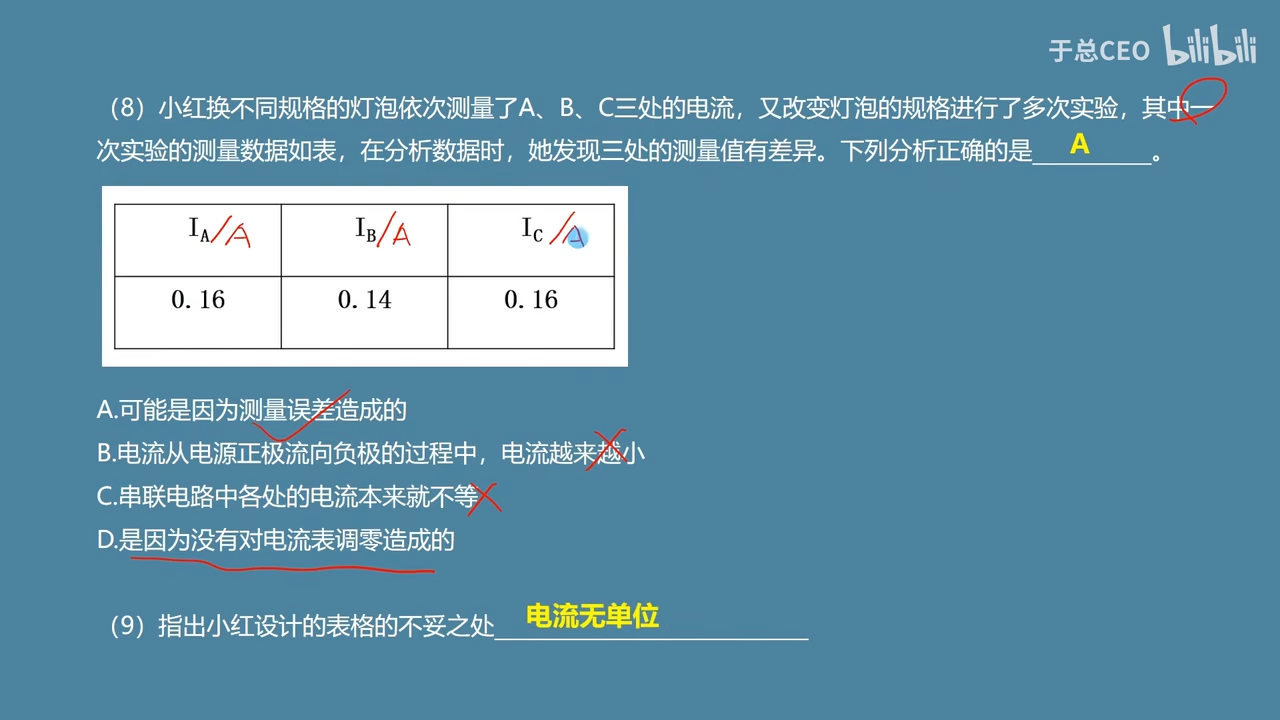 于总CEO bilibili
（8）小红换不同规格的灯泡依次测量了A、B、C三处的电流，又改变灯泡的规格进行了多次实验，其中一
次实验的测量数据如表，在分析数据时，她发现三处的测量值有差异。下列分析正确的是__________。
A
I_A/A I_B/A I_C/A
0.16 0.14 0.16
A.可能是因为测量误差造成的
B.电流从电源正极流向负极的过程中，电流越来越小
C.串联电路中各处的电流本来就不等
D.是因为没有对电流表调零造成的
（9）指出小红设计的表格的不妥之处 电流无单位